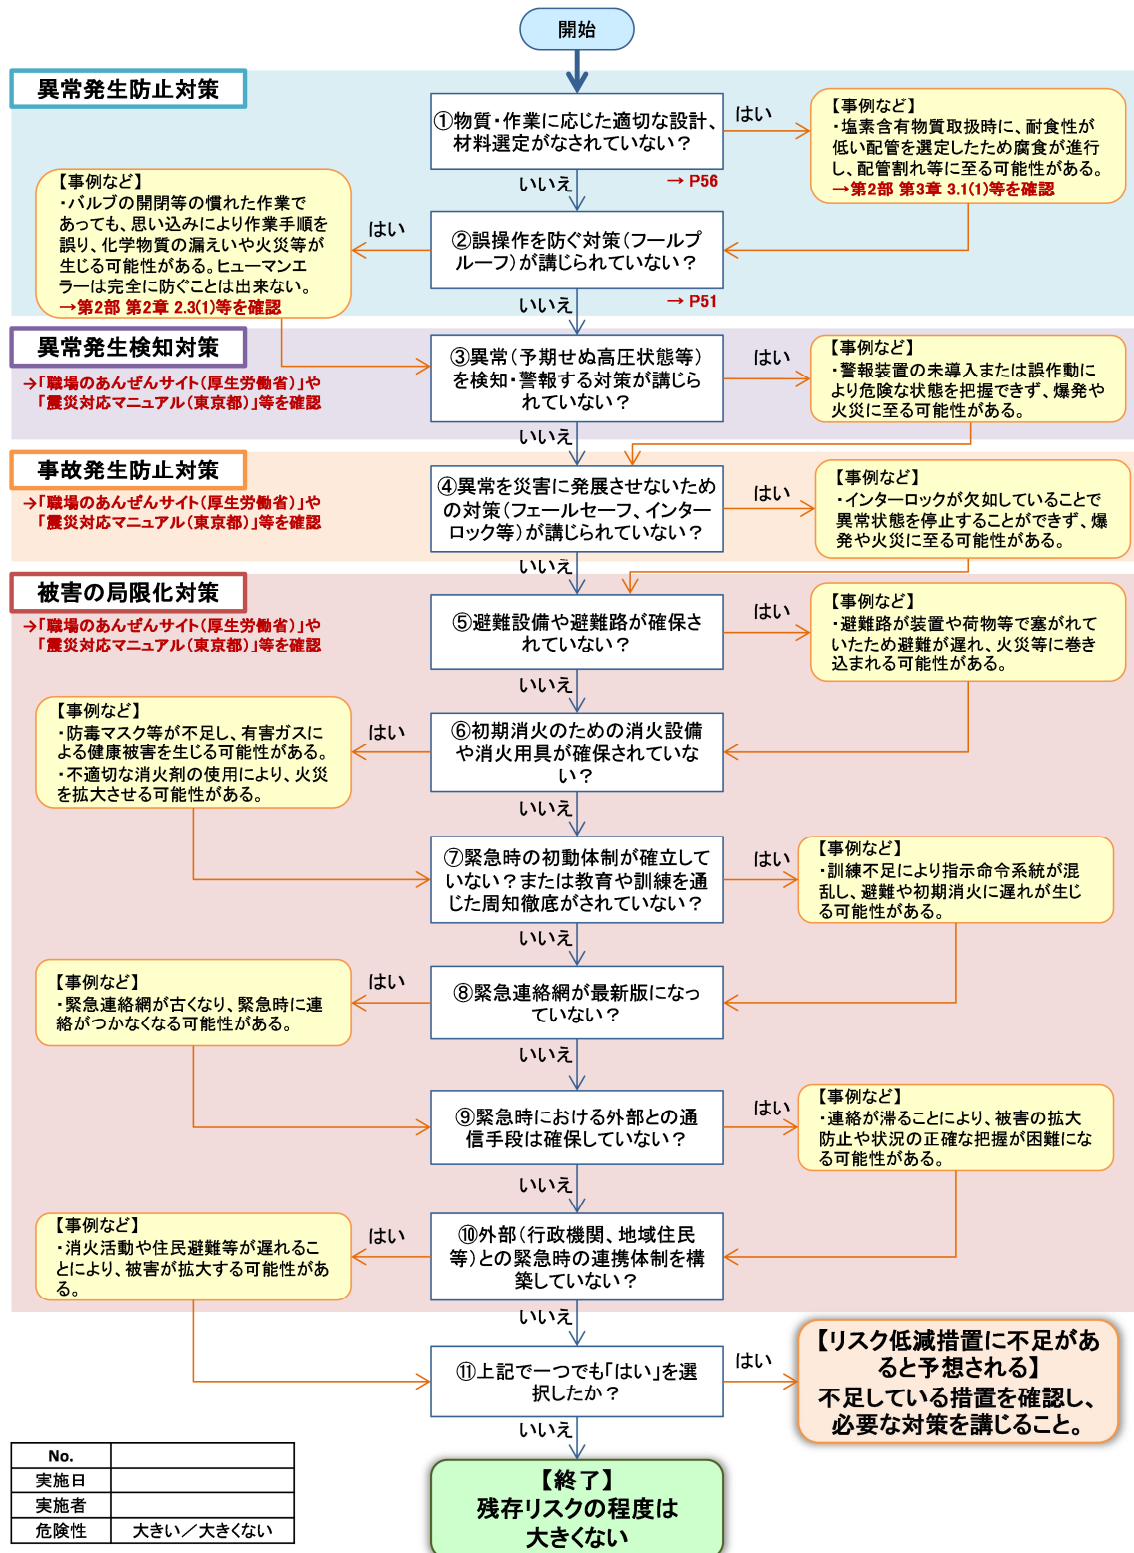 開始
異常発生防止対策
①物質・作業に応じた適切な設計、
材料選定がなされていない？
はい
【事例など】
・塩素含有物質取扱時に、耐食性が
低い配管を選定したため腐食が進行
し、配管割れ等に至る可能性がある。
→第2部 第3章 3.1(1)等を確認
いいえ
→ P56
②誤操作を防ぐ対策（フールプ
ルーフ）が講じられていない？
はい
【事例など】
・バルブの開閉等の慣れた作業で
あっても、思い込みにより作業手順を
誤り、化学物質の漏えいや火災等が
生じる可能性がある。ヒューマンエ
ラーは完全に防ぐことは出来ない。
→第2部 第2章 2.3(1)等を確認
いいえ
→ P51
異常発生検知対策
→「職場のあんぜんサイト（厚生労働省）」や
「震災対応マニュアル（東京都）」等を確認
③異常（予期せぬ高圧状態等）
を検知・警報する対策が講じら
れていない？
はい
【事例など】
・警報装置の未導入または誤作動に
より危険な状態を把握できず、爆発や
火災に至る可能性がある。
いいえ
事故発生防止対策
→「職場のあんぜんサイト（厚生労働省）」や
「震災対応マニュアル（東京都）」等を確認
④異常を災害に発展させないため
の対策（フェールセーフ、インター
ロック等）が講じられていない？
はい
【事例など】
・インターロックが欠如していることで
異常状態を停止することができず、爆
発や火災に至る可能性がある。
いいえ
被害の局限化対策
→「職場のあんぜんサイト（厚生労働省）」や
「震災対応マニュアル（東京都）」等を確認
⑤避難設備や避難路が確保さ
れていない？
はい
【事例など】
・避難路が装置や荷物等で塞がれて
いたため避難が遅れ、火災等に巻き
込まれる可能性がある。
いいえ
⑥初期消火のための消火設備
や消火用具が確保されていな
い？
はい
【事例など】
・防毒マスク等が不足し、有害ガスに
よる健康被害を生じる可能性がある。
・不適切な消火剤の使用により、火災
を拡大させる可能性がある。
いいえ
⑦緊急時の初動体制が確立して
いない？または教育や訓練を通
じた周知徹底がされていない？
はい
【事例など】
・訓練不足により指示命令系統が混
乱し、避難や初期消火に遅れが生じ
る可能性がある。
いいえ
⑧緊急連絡網が最新版になっ
ていない？
はい
【事例など】
・緊急連絡網が古くなり、緊急時に連
絡がつかなくなる可能性がある。
いいえ
⑨緊急時における外部との通
信手段は確保していない？
はい
【事例など】
・連絡が滞ることにより、被害の拡大
防止や状況の正確な把握が困難にな
る可能性がある。
いいえ
⑩外部（行政機関、地域住民
等）との緊急時の連携体制を構
築していない？
はい
【事例など】
・消火活動や住民避難等が遅れるこ
とにより、被害が拡大する可能性があ
る。
いいえ
⑪上記で一つでも「はい」を選
択したか？
はい
【リスク低減措置に不足があ
ると予想される】
不足している措置を確認し、
必要な対策を講じること。
いいえ
【終了】
残存リスクの程度は
大きくない
No.
実施日
実施者
危険性 大きい／大きくない